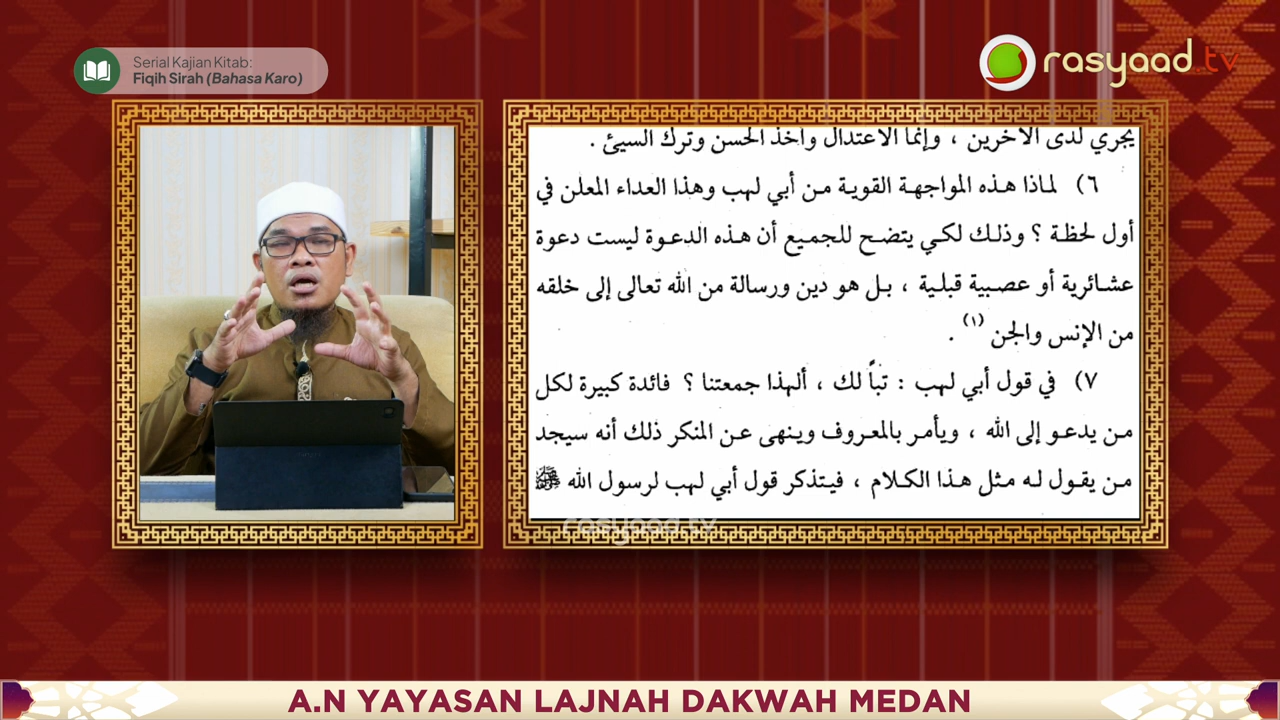 Serial Kajian Kitab:
Fiqih Sirah (Bahasa Karo)
rasyaad.tv
يجري لدى الآخرين ، وإنما الاعتدال وأخذ الحسن وترك السيئ .
٦) لماذا هذه المواجهة القوية من أبي لهب وهذا العداء المعلن في
أول لحظة ؟ وذلك لكي يتضح للجميع أن هذه الدعوة ليست دعوة
عشائرية أو عصبية قبلية ، بل هو دين ورسالة من الله تعالى إلى خلقه
من الإنس والجن (١) .
٧) في قول أبي لهب : تباً لك ، ألهذا جمعتنا ؟ فائدة كبيرة لكل
من يدعو إلى الله ، ويأمر بالمعروف وينهى عن المنكر ذلك أنه سيجد
من يقول له مثل هذا الكلام ، فيتذكر قول أبي لهب لرسول الله ﷺ
rasyaad.tv
A.N YAYASAN LAJNAH DAKWAH MEDAN